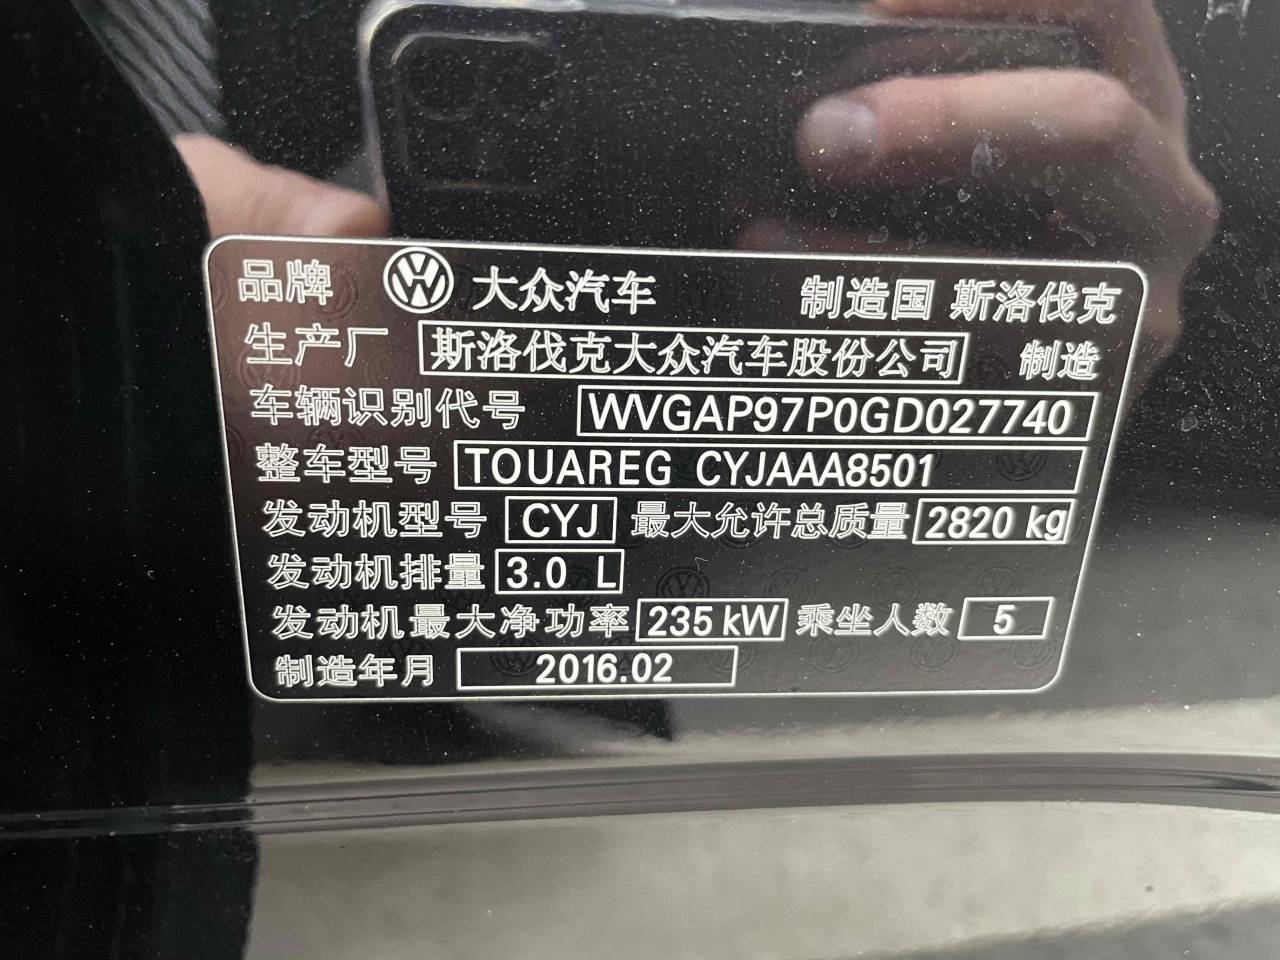 品牌 大众汽车 制造国 斯洛伐克
生产厂 斯洛伐克大众汽车股份公司 制造
车辆识别代号 WVGAP97P0GD027740
整车型号 TOUAREG CYJAAA8501
发动机型号 CYJ 最大允许总质量 2820 kg
发动机排量 3.0 L
发动机最大净功率 235 kW 乘坐人数 5
制造年月 2016.02